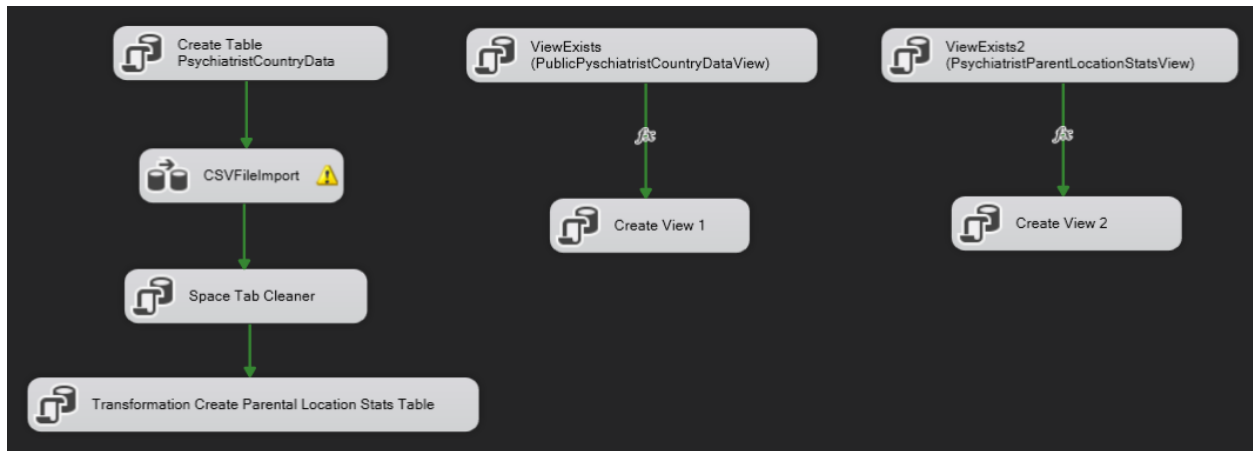 Create Table
PsychiatristCountryData
CSVFileImport
Space Tab Cleaner
Transformation Create Parental Location Stats Table
ViewExists
(PublicPyschiatristCountryDataView)
fx
Create View 1
ViewExists2
(PsychiatristParentLocationStatsView)
fx
Create View 2